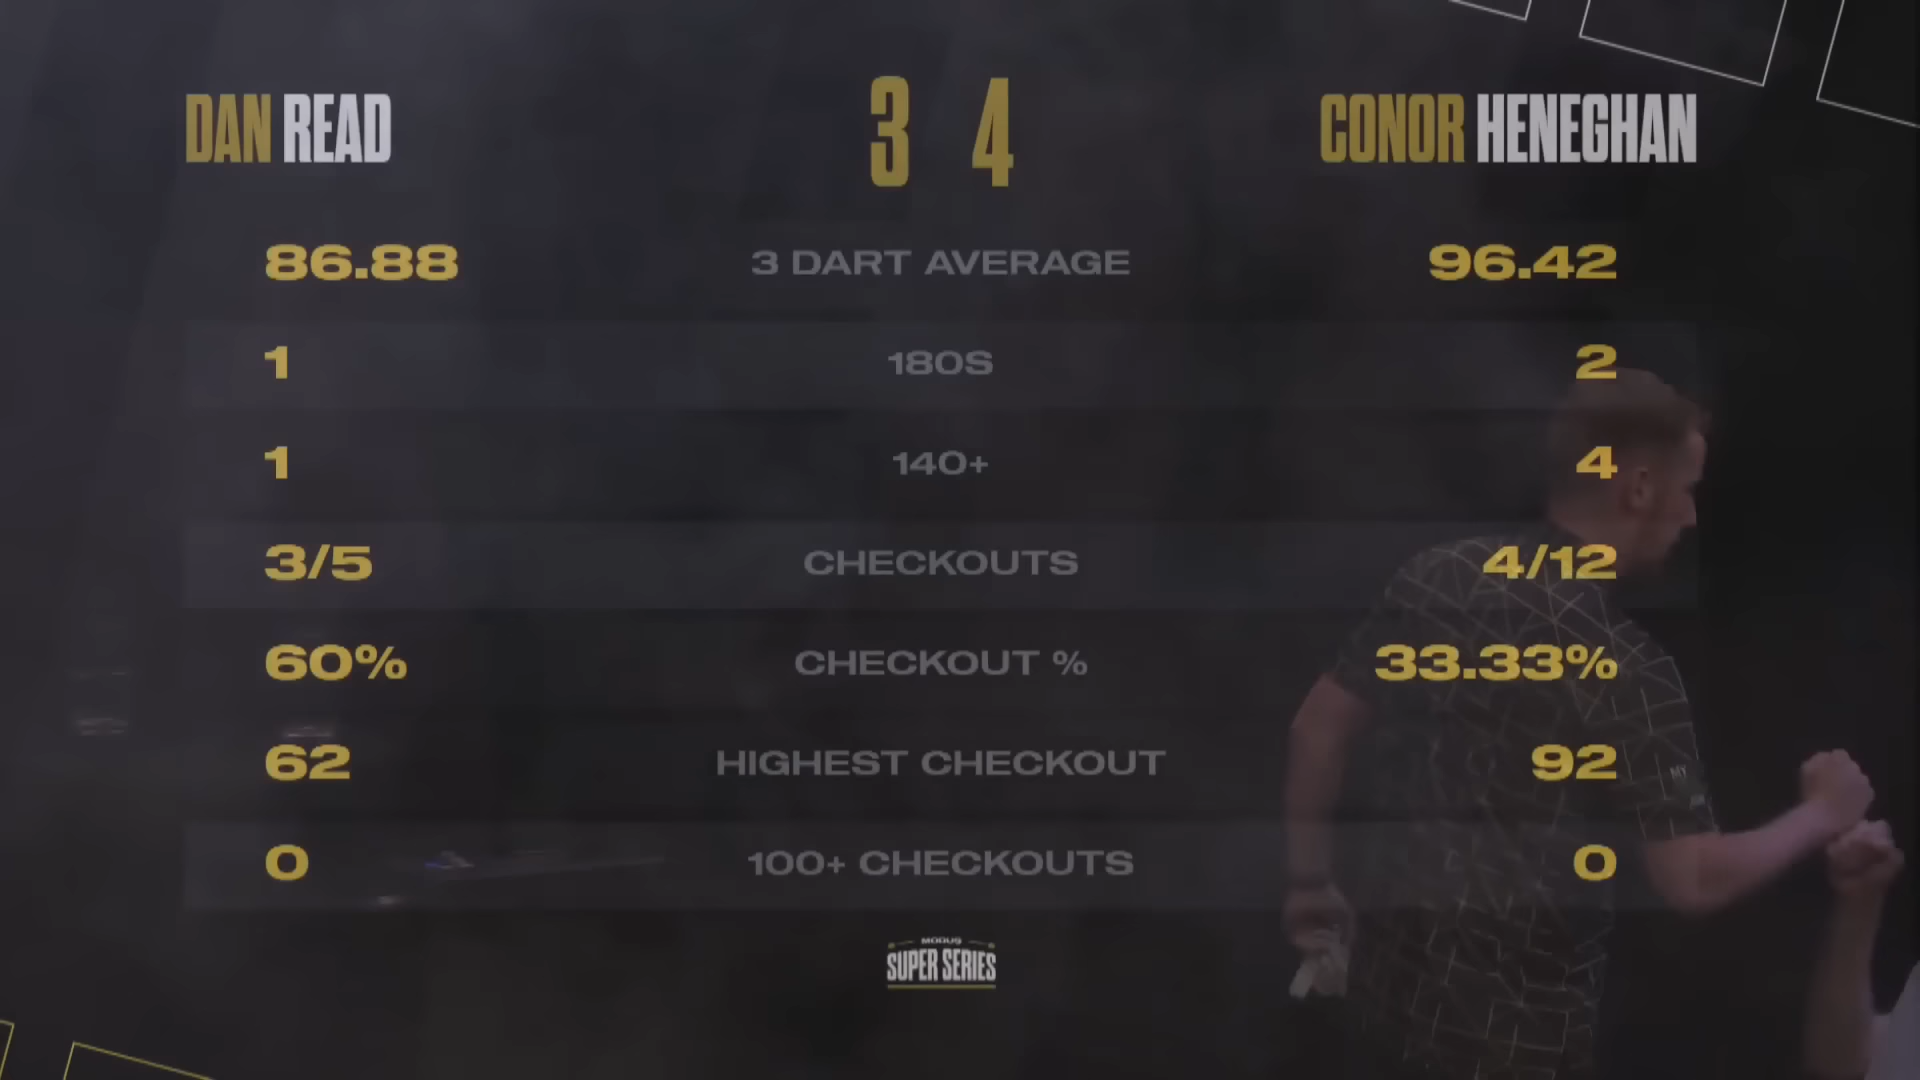 DAN READ 3 4 CONOR HENEGHAN
86.88 3 DART AVERAGE 96.42
1 180S 2
1 140+ 4
3/5 CHECKOUTS 4/12
60% CHECKOUT % 33.33%
62 HIGHEST CHECKOUT 92
MY
0 100+ CHECKOUTS 0
MODUS
SUPER SERIES